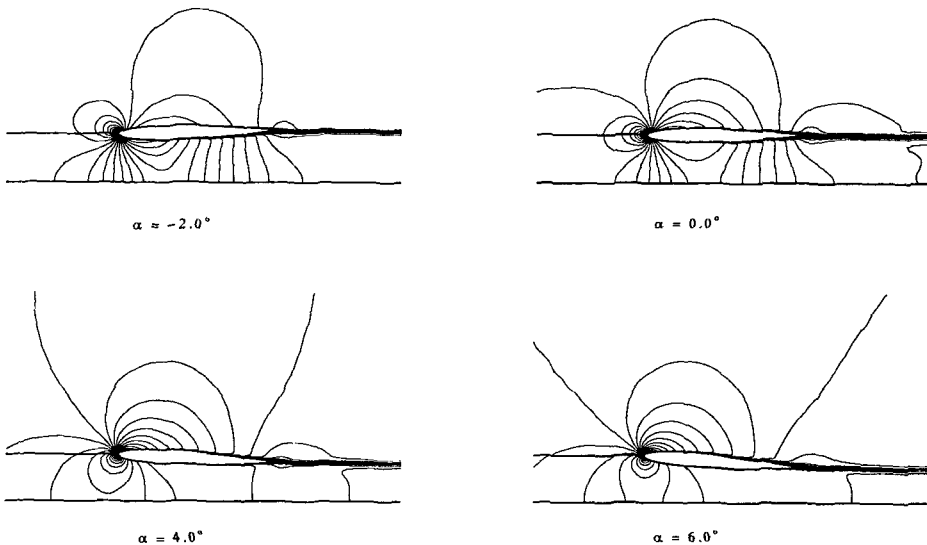 α ≈ -2.0°
α = 0.0°
α = 4.0°
α = 6.0°